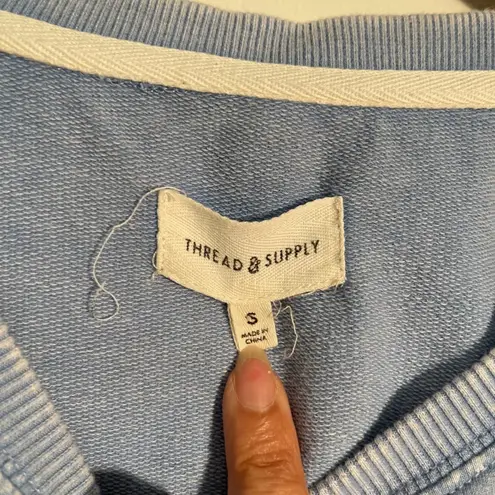 THREAD & SUPPLY
S
MADE IN
CHINA